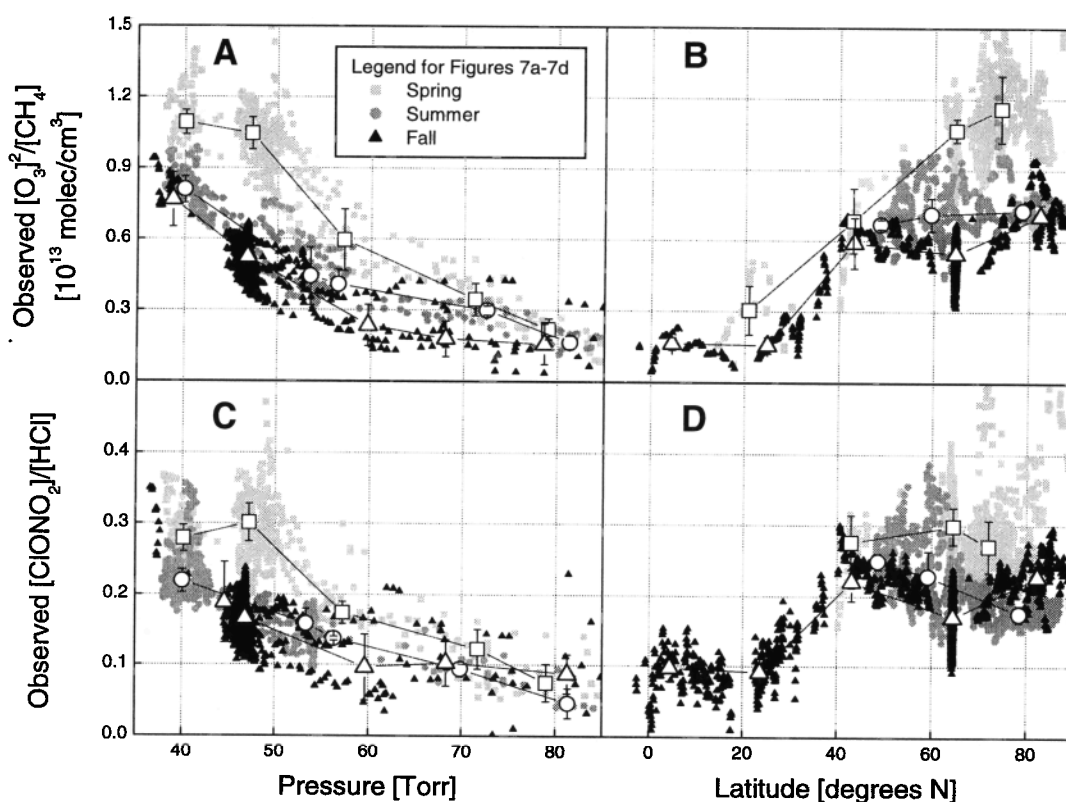 Observed [O3]2/[CH4]
[10^13 molec/cm3]
1.5
1.2
0.9
0.6
0.3
0.0
A
Legend for Figures 7a-7d
Spring
Summer
Fall
B
Observed [ClONO2]/[HCl]
0.4
0.3
0.2
0.1
0.0
C
D
40 50 60 70 80
0 20 40 60 80
Pressure [Torr]
Latitude [degrees N]